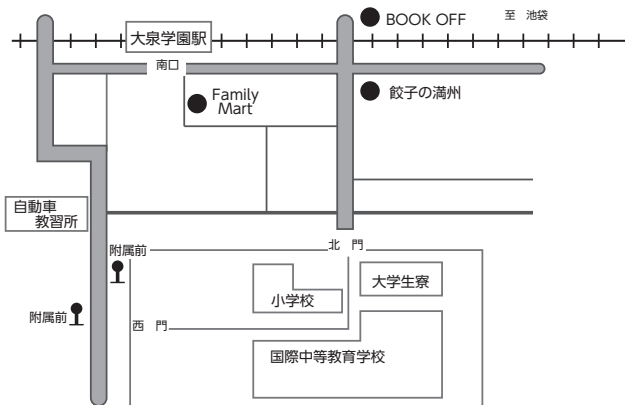 BOOK OFF
至 池袋
大泉学園駅
南口
Family
Mart
餃子の満州
自動車
教習所
附属前
北 門
附属前
西 門
小学校
大学生寮
国際中等教育学校